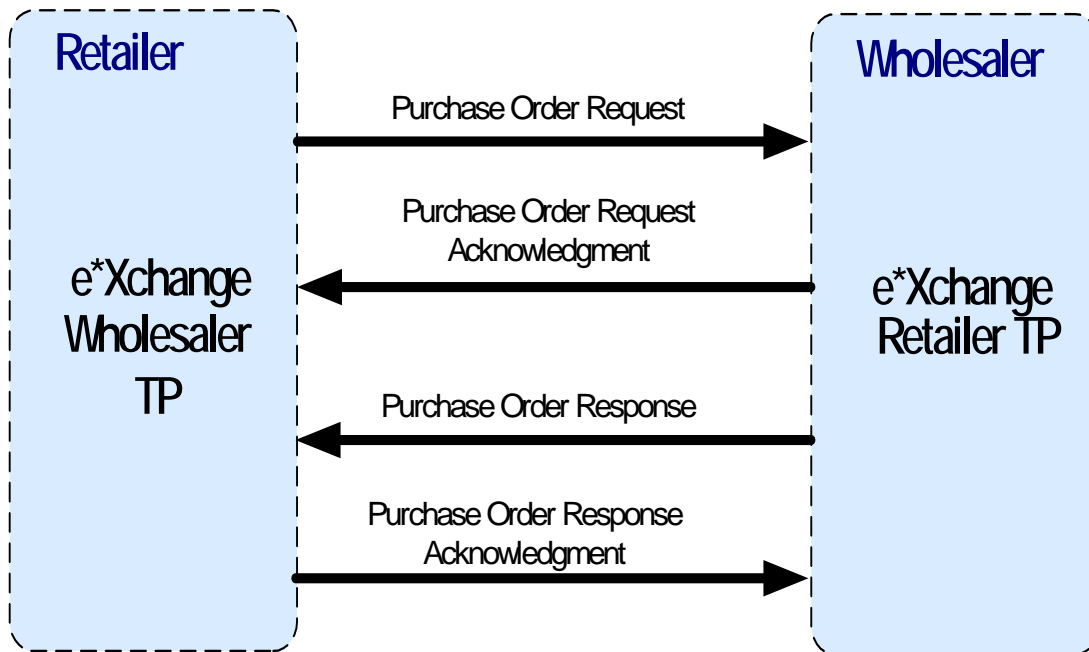 Retailer
Wholesaler
Purchase Order Request
Purchase Order Request
Acknowledgment
e*Xchange
Wholesaler
TP
e*Xchange
Retailer TP
Purchase Order Response
Purchase Order Response
Acknowledgment